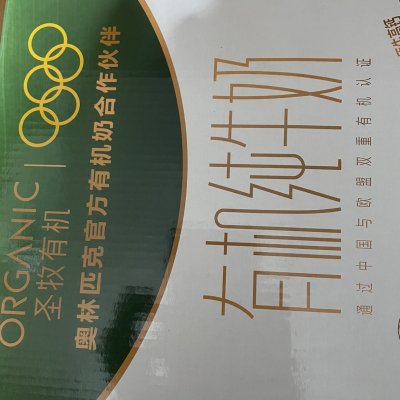 ORGANIC
圣牧有机
奥林匹克官方有机奶合作伙伴
有机纯牛奶
通过中国与欧盟双重有机认证